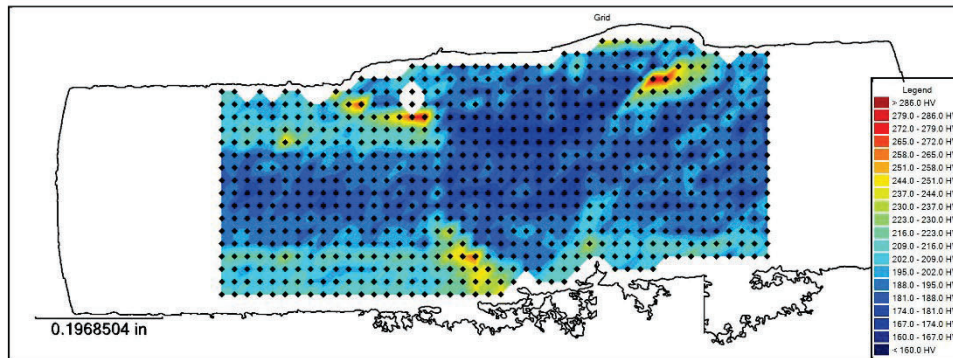 Grid
Legend
> 286.0 HV
279.0 - 286.0 HV
272.0 - 279.0 HV
265.0 - 272.0 HV
258.0 - 265.0 HV
251.0 - 258.0 HV
244.0 - 251.0 HV
237.0 - 244.0 HV
230.0 - 237.0 HV
223.0 - 230.0 HV
216.0 - 223.0 HV
209.0 - 216.0 HV
202.0 - 209.0 HV
195.0 - 202.0 HV
188.0 - 195.0 HV
181.0 - 188.0 HV
174.0 - 181.0 HV
167.0 - 174.0 HV
160.0 - 167.0 HV
< 160.0 HV
0.1968504 in